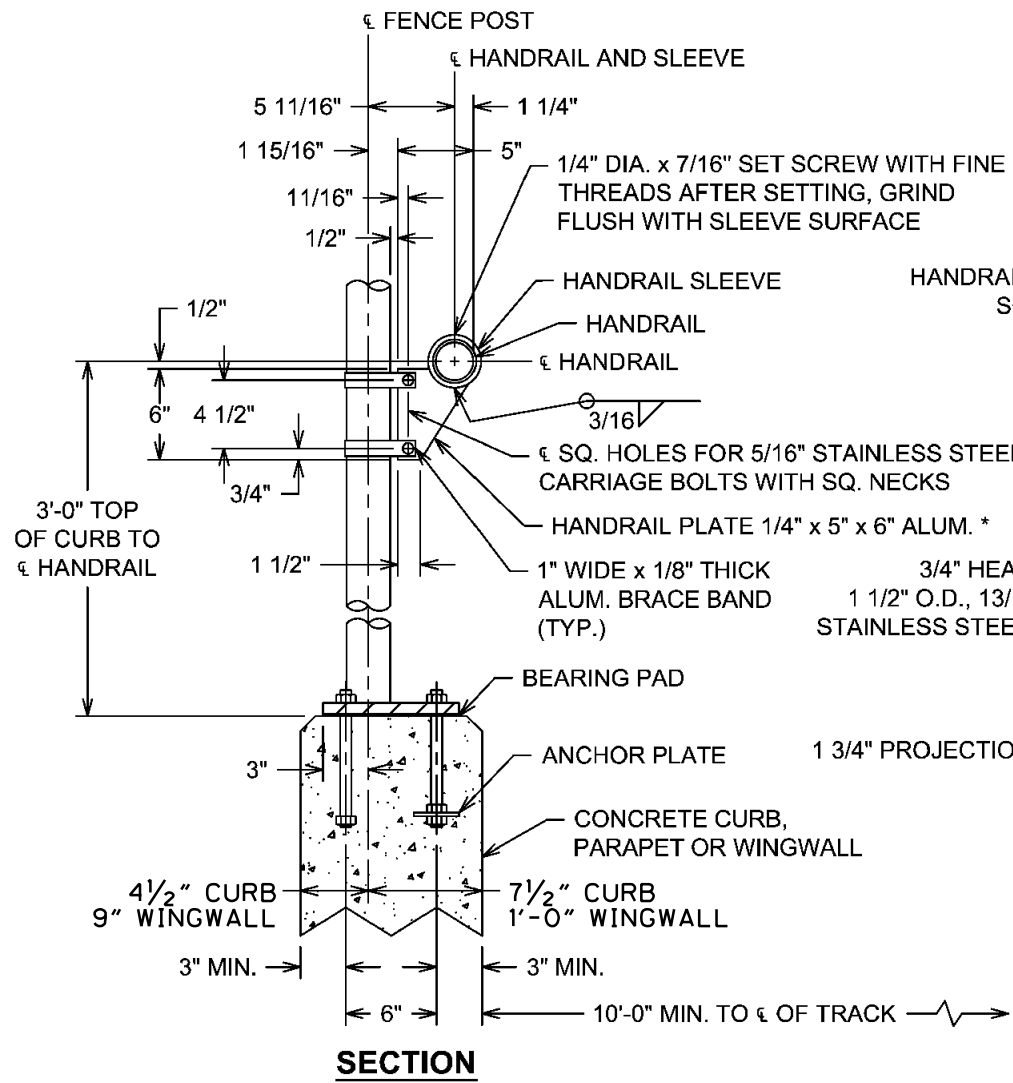 ℄ FENCE POST
℄ HANDRAIL AND SLEEVE
5 11/16"
1 1/4"
1 15/16"
5"
1/4" DIA. x 7/16" SET SCREW WITH FINE
THREADS AFTER SETTING, GRIND
FLUSH WITH SLEEVE SURFACE
11/16"
1/2"
HANDRAIL SLEEVE
HANDRAI
S
1/2"
HANDRAIL
℄ HANDRAIL
6"
4 1/2"
3/16
3/4"
℄ SQ. HOLES FOR 5/16" STAINLESS STEEL
CARRIAGE BOLTS WITH SQ. NECKS
3'-0" TOP
OF CURB TO
℄ HANDRAIL
HANDRAIL PLATE 1/4" x 5" x 6" ALUM. *
1 1/2"
1" WIDE x 1/8" THICK
ALUM. BRACE BAND
(TYP.)
3/4" HEA
1 1/2" O.D., 13/
STAINLESS STEE
BEARING PAD
3"
ANCHOR PLATE
1 3/4" PROJECTIO
CONCRETE CURB,
PARAPET OR WINGWALL
4 1/2" CURB
9" WINGWALL
7 1/2" CURB
1'-0" WINGWALL
3" MIN.
3" MIN.
6"
10'-0" MIN. TO ℄ OF TRACK
SECTION